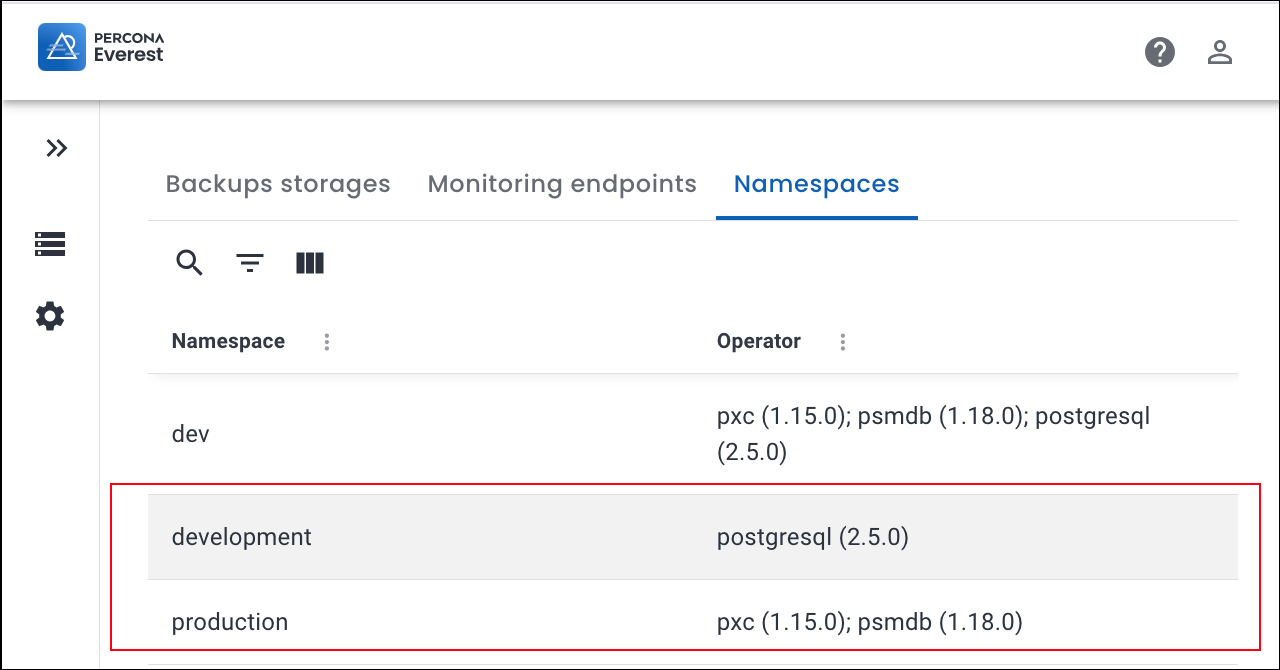 PERCONA
Everest
Backups storages Monitoring endpoints Namespaces
Namespace Operator
dev pxc (1.15.0); psmdb (1.18.0); postgresql
(2.5.0)
development postgresql (2.5.0)
production pxc (1.15.0); psmdb (1.18.0)